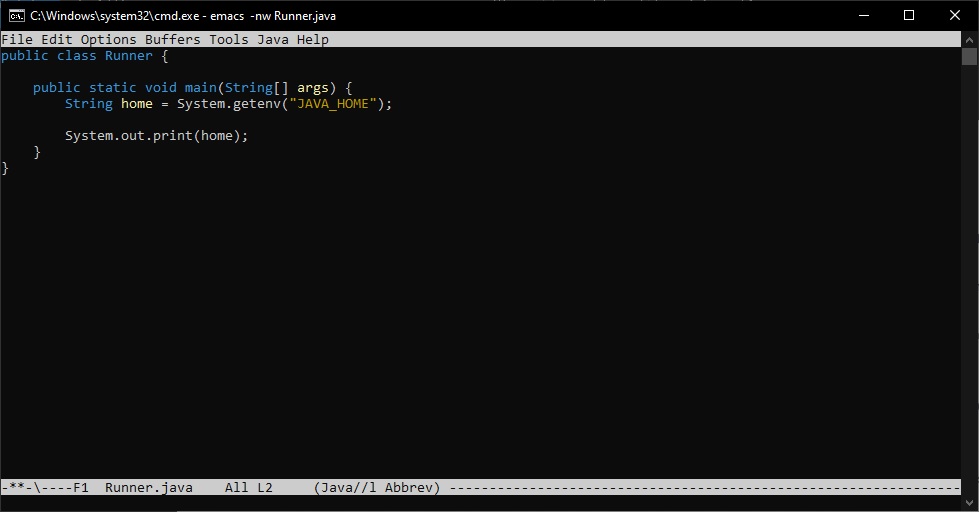 C:\Windows\system32\cmd.exe - emacs  -nw Runner.java
File Edit Options Buffers Tools Java Help
public class Runner {
    public static void main(String[] args) {
        String home = System.getenv("JAVA_HOME");
        System.out.print(home);
    }
}
-**-\----F1  Runner.java    All L2     (Java//l Abbrev) ----------------------------------------------------------------